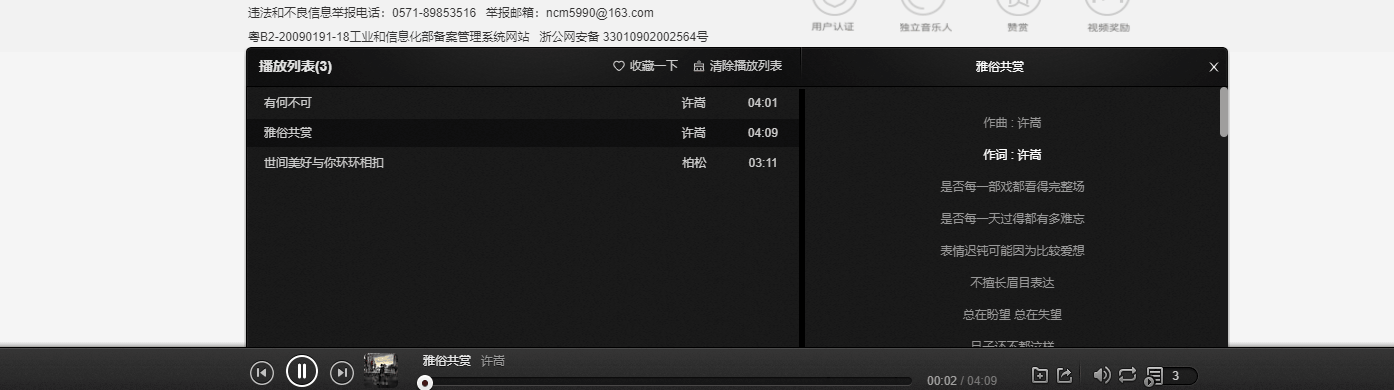 违法和不良信息举报电话：0571-89853516 举报邮箱：ncm5990@163.com
粤B2-20090191-18工业和信息化部备案管理系统网站 浙公网安备 33010902002564号
用户认证 独立音乐人 赞赏 视频奖励
播放列表(3) 收藏一下 清除播放列表 雅俗共赏
有何不可 许嵩 04:01
雅俗共赏 许嵩 04:09
世间美好与你环环相扣 柏松 03:11
作曲 : 许嵩
作词 : 许嵩
是否每一部戏都看得完整场
是否每一天过得都有多难忘
表情迟钝可能因为比较爱想
不擅长眉目表达
总在盼望 总在失望
日子还不都这样
雅俗共赏 许嵩
00:02 / 04:09 3